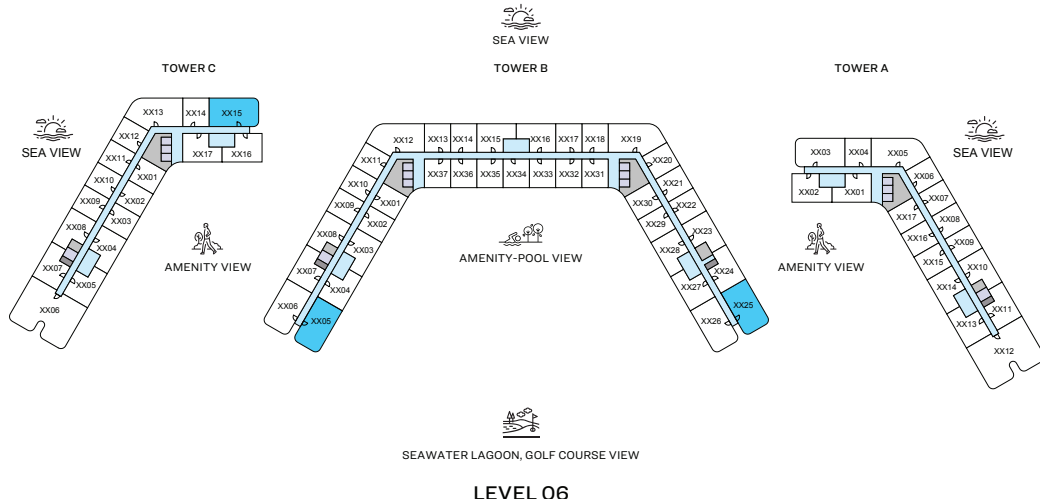 SEA VIEW
TOWER C
TOWER B
TOWER A
SEA VIEW
SEA VIEW
XX13
XX14
XX15
XX12
XX11
XX10
XX09
XX08
XX07
XX06
XX17
XX16
XX01
XX02
XX03
XX04
XX05
AMENITY VIEW
XX12
XX13
XX14
XX15
XX16
XX17
XX18
XX19
XX11
XX10
XX09
XX08
XX07
XX06
XX37
XX36
XX35
XX34
XX33
XX32
XX31
XX01
XX02
XX03
XX04
XX05
XX20
XX21
XX22
XX23
XX24
XX25
XX30
XX29
XX28
XX27
XX26
AMENITY-POOL VIEW
XX03
XX04
XX05
XX02
XX01
XX06
XX07
XX08
XX09
XX10
XX11
XX12
XX17
XX16
XX15
XX14
XX13
AMENITY VIEW
SEAWATER LAGOON, GOLF COURSE VIEW
LEVEL 06